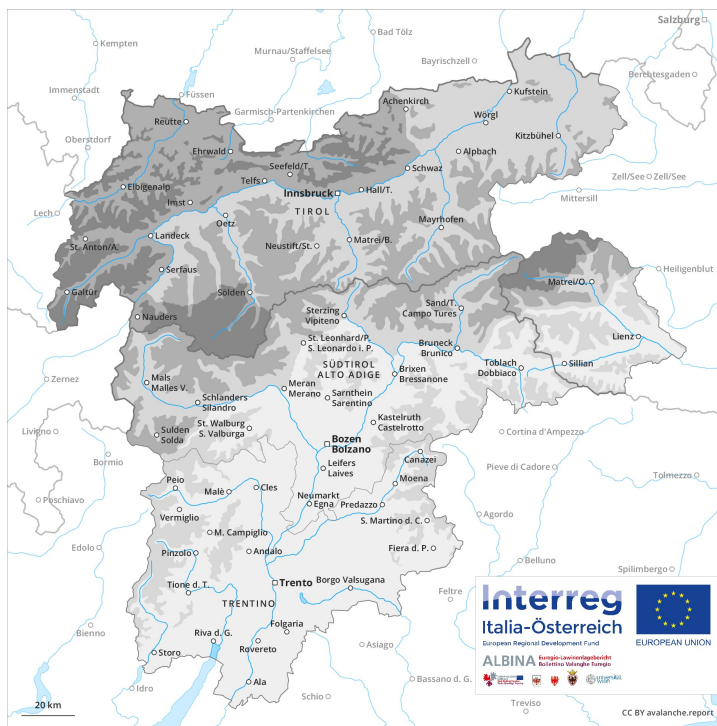 Salzburg
Kempten
Bad Tölz
Murnau/Staffelsee
Bayrischzell
Berchtesgaden
Immenstadt
Füssen
Kufstein
Achenkirch
Garmisch-Partenkirchen
Wörgl
Reutte
Kitzbühel
Oberstdorf
Ehrwald
Alpbach
Seefeld/T.
Schwaz
Telfs
Zell/See
Zell/See
Elbigenalp
Innsbruck
Hall/T.
Mittersill
Imst
TIROL
Lech
Oetz
Mayrhofen
Landeck
Matrei/B.
St. Anton/A.
Neustift/St.
Serfaus
Heiligenblut
Galtür
Sölden
Matrei/O.
Nauders
Sterzing
Vipiteno
Sand/T.
Campo Tures
St. Leonhard/P.
S. Leonardo i. P.
Lienz
Bruneck
Brunico
SÜDTIROL
ALTO ADIGE
Toblach
Dobbiaco
Sillian
Brixen
Bressanone
Zernez
Mals
Malles V.
Meran
Merano
Sarnthein
Sarentino
Schlanders
Silandro
Kastelruth
Castelrotto
St. Walburg
S. Valburga
Livigno
Sulden
Solda
Cortina d'Ampezzo
Bozen
Bolzano
Bormio
Canazei
Leifers
Laives
Pieve di Cadore
Tolmezzo
Peio
Moena
Malè
Cles
Neumarkt
Egna
Predazzo
Poschiavo
Vermiglio
Agordo
S. Martino d. C.
M. Campiglio
Edolo
Pinzolo
Andalo
Fiera d. P.
Belluno
Spilimbergo
Tione d. T.
Trento
Borgo Valsugana
Feltre
TRENTINO
Bienno
Folgaria
Riva d. G.
Rovereto
Asiago
Storo
Bassano d. G.
Ala
Idro
Schio
Treviso
20 km
Interreg
Italia-Österreich
European Regional Development Fund
EUROPEAN UNION
ALBINA
Euregio-Lawinenlagebericht
Bollettino Valanghe Euregio
universität
wien
CC BY avalanche.report